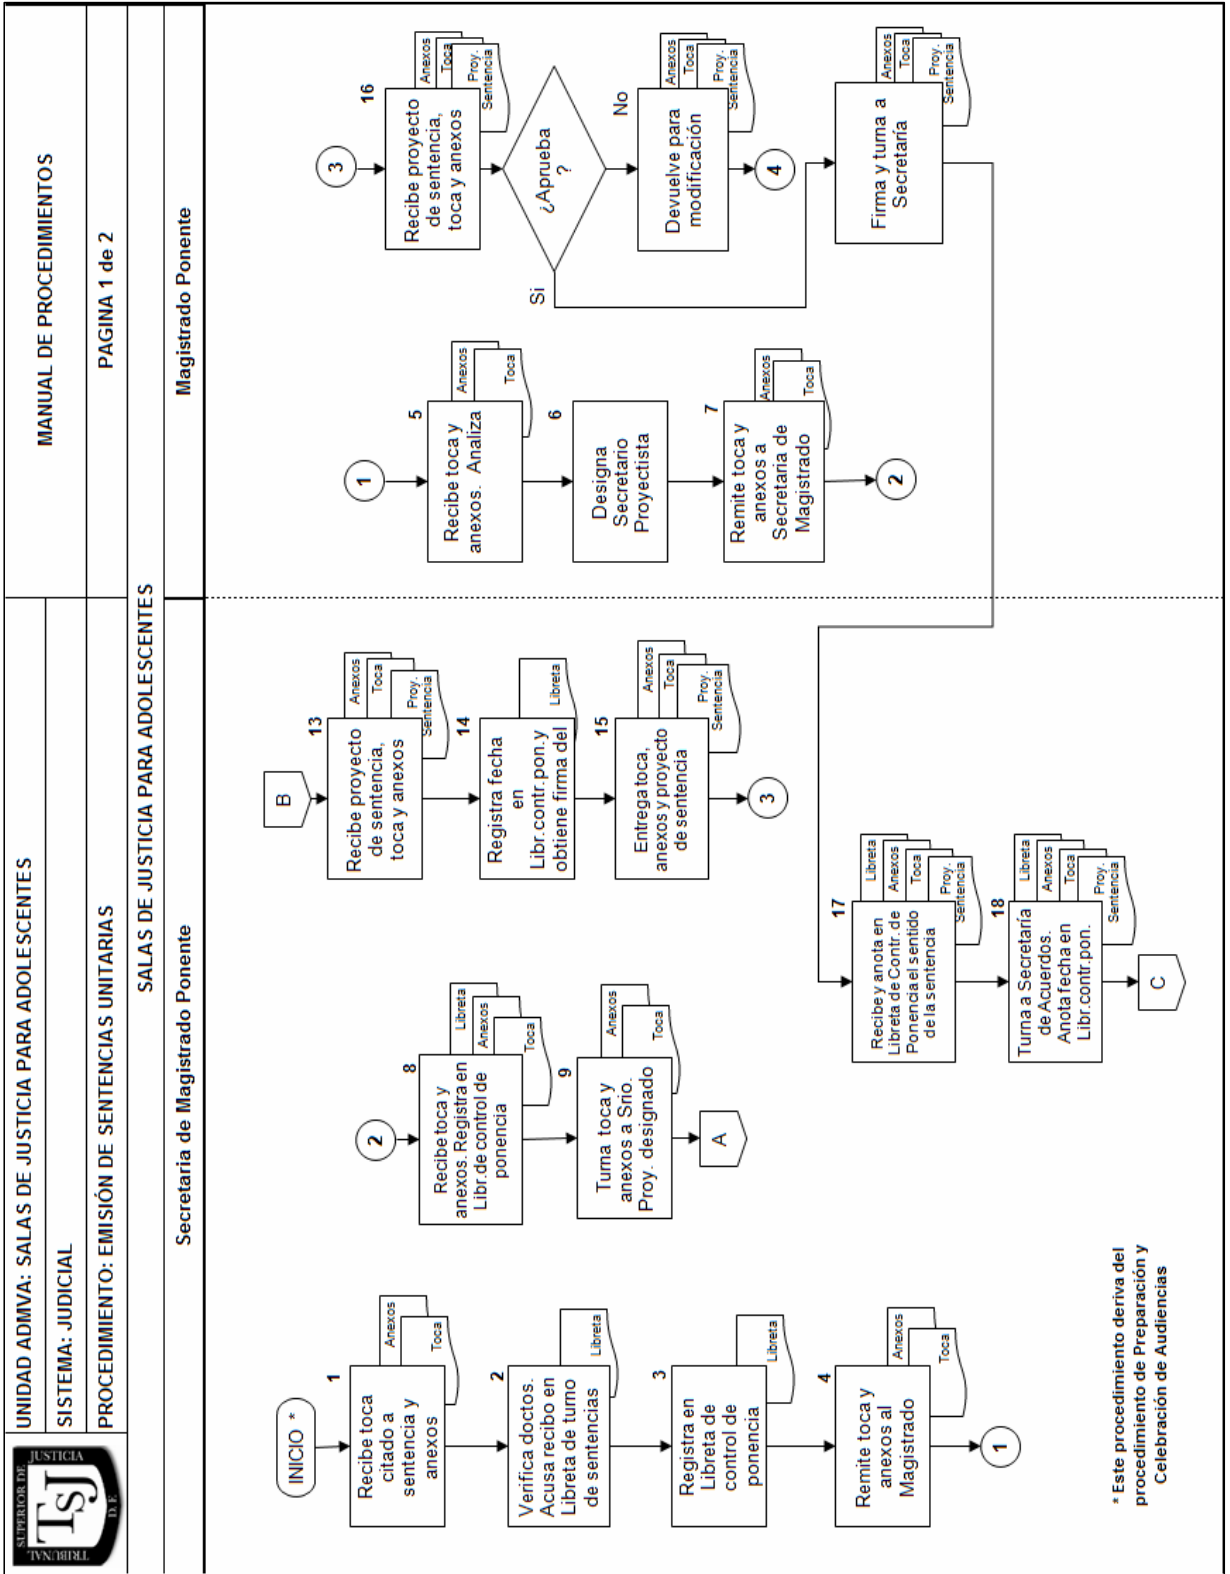 TRIBUNAL
SUPERIOR DE
JUSTICIA
TSJ
D. F.
UNIDAD ADMVA: SALAS DE JUSTICIA PARA ADOLESCENTES
MANUAL DE PROCEDIMIENTOS
SISTEMA: JUDICIAL
PROCEDIMIENTO: EMISIÓN DE SENTENCIAS UNITARIAS
PAGINA 1 de 2
SALAS DE JUSTICIA PARA ADOLESCENTES
Secretaria de Magistrado Ponente
Magistrado Ponente
INICIO *
1
Recibe toca
citado a
sentencia y
anexos
Anexos
Toca
2
Verifica doctos.
Acusa recibo en
Libreta de turno
de sentencias
Libreta
3
Registra en
Libreta de
control de
ponencia
Libreta
4
Remite toca y
anexos al
Magistrado
Anexos
Toca
1
2
8
Recibe toca y
anexos. Registra en
Libr.de control de
ponencia
Libreta
Anexos
Toca
9
Turna toca y
anexos a Srio.
Proy. designado
Anexos
Toca
A
B
13
Recibe proyecto
de sentencia,
toca y anexos
Anexos
Toca
Proy.
Sentencia
14
Registra fecha
en
Libr.contr.pon.y
obtiene firma del
Libreta
15
Entrega toca,
anexos y proyecto
de sentencia
Anexos
Toca
Proy.
Sentencia
3
17
Recibe y anota en
Libreta de Contr. de
Ponencia el sentido
de la sentencia
Libreta
Anexos
Toca
Proy.
Sentencia
18
Turna a Secretaría
de Acuerdos.
Anota fecha en
Libr.contr.pon.
Libreta
Anexos
Toca
Proy.
Sentencia
C
1
5
Recibe toca y
anexos. Analiza
Anexos
Toca
6
Designa
Secretario
Proyectista
7
Remite toca y
anexos a
Secretaria de
Magistrado
Anexos
Toca
2
3
16
Recibe proyecto
de sentencia,
toca y anexos
Anexos
Toca
Proy.
Sentencia
¿Aprueba
?
Si
No
Devuelve para
modificación
Anexos
Toca
Proy.
Sentencia
4
Firma y turna a
Secretaría
Anexos
Toca
Proy.
Sentencia
* Este procedimiento deriva del
procedimiento de Preparación y
Celebración de Audiencias